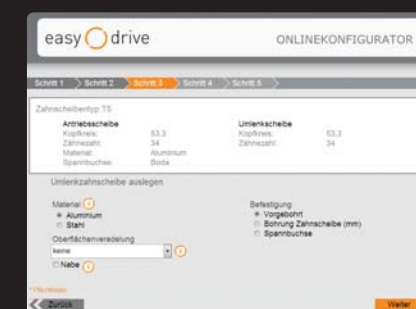 easy drive
ONLINEKONFIGURATOR
Schritt 1 Schritt 2 Schritt 3 Schritt 4 Schritt 5
Zahnscheibentyp T5
Antriebsscheibe Umlenkscheibe
Kopfkreis: 53.3 Kopfkreis: 53.3
Zähnezahl: 34 Zähnezahl: 34
Material: Aluminium
Spannbuchse: Boda
Umlenkzahnscheibe auslegen
Material i Befestigung
Aluminium Vorgebohrt
Stahl Bohrung Zahnscheibe (mm)
Oberflächenveredelung Spannbuchse
keine i
Nabe i
* Pflichtfelder
Zurück Weiter